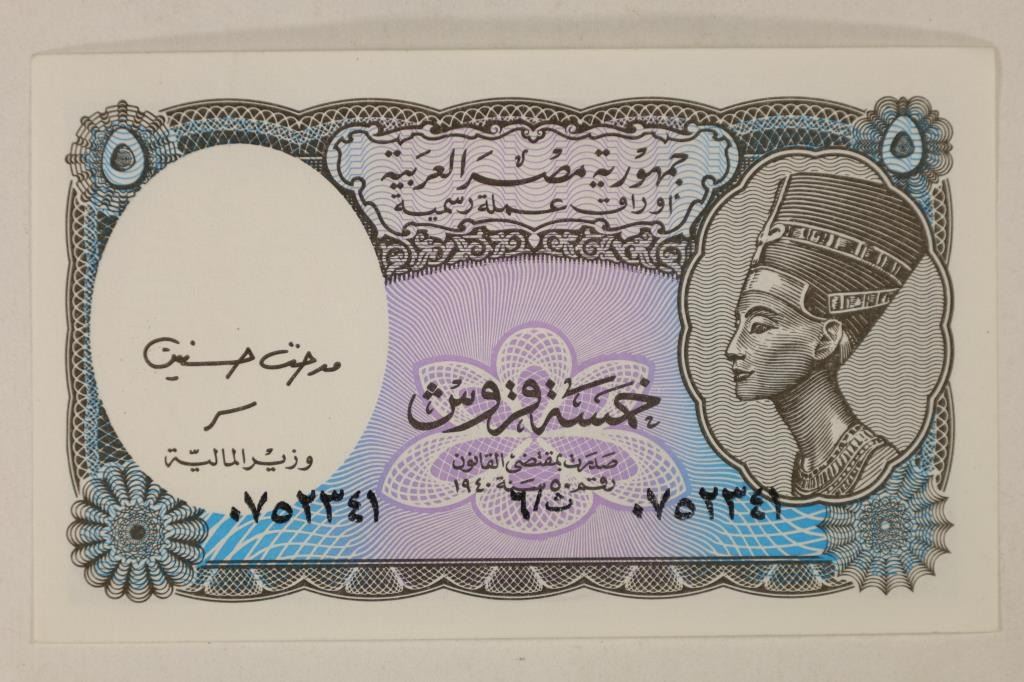 ٥ ٥
جمهورية مصر العربية
أوراق عملة رسمية
خمسة قروش
صدرت بمقتضى القانون
رقم ٥٠ سنة ١٩٤٠
مدحت حسنين
وزير المالية
٠٧٥٢٣٤١ ث/٦ ٠٧٥٢٣٤١